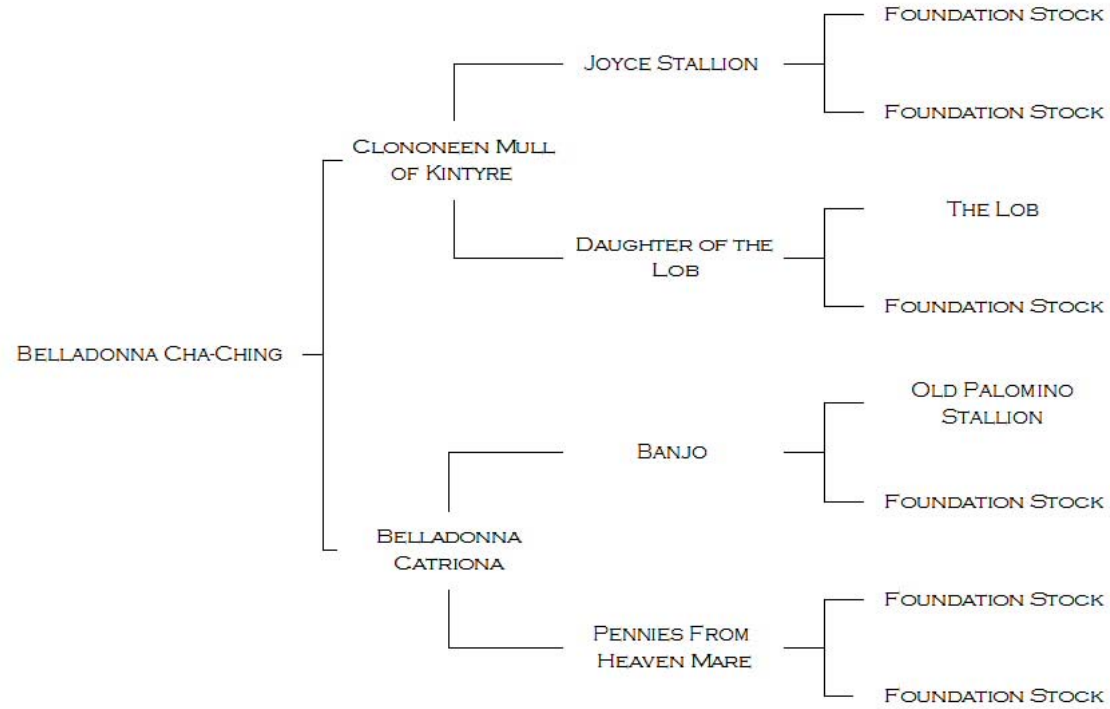 Foundation Stock
Joyce Stallion
Foundation Stock
Clononeen Mull
of Kintyre
The Lob
Daughter of the
Lob
Foundation Stock
Belladonna Cha-Ching
Old Palomino
Stallion
Banjo
Foundation Stock
Belladonna
Catriona
Foundation Stock
Pennies From
Heaven Mare
Foundation Stock